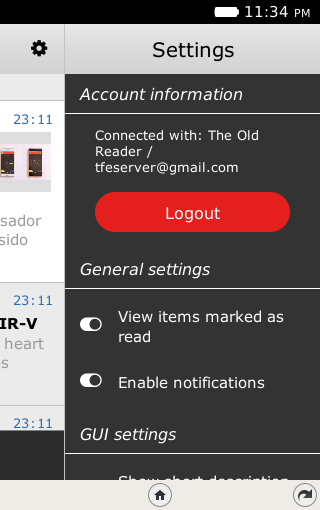 11:34 PM
Settings
Account information
23:11
Connected with: The Old
Reader /
tfeserver@gmail.com
Logout
sador
sido
General settings
23:11
View items marked as
read
IR-V
heart
Enable notifications
23:11
GUI settings